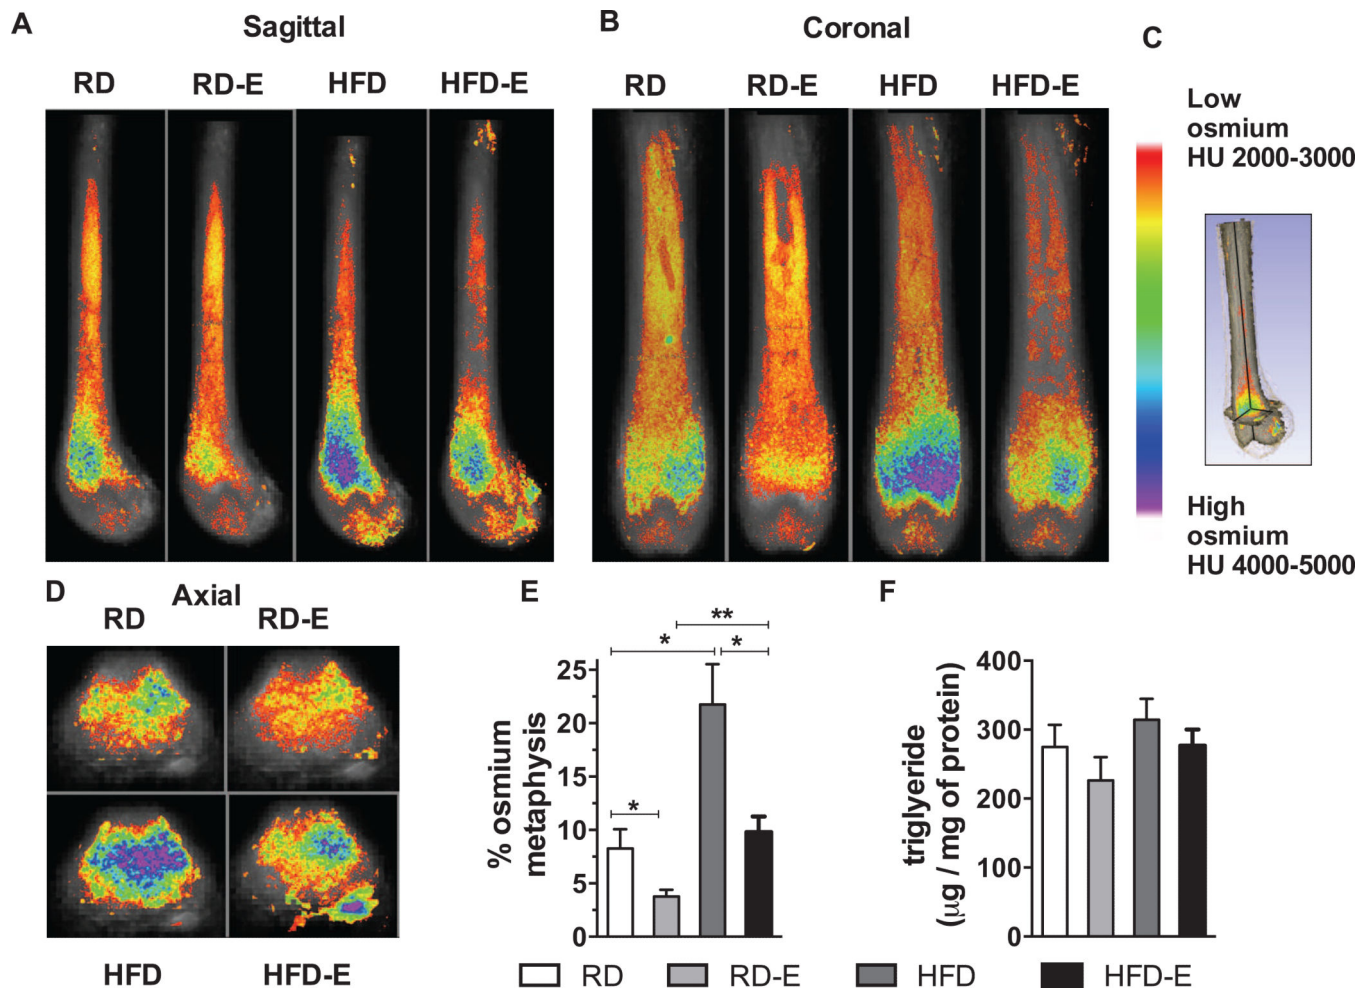 A
Sagittal
RD
RD-E
HFD
HFD-E
B
Coronal
RD
RD-E
HFD
HFD-E
C
Low
osmium
HU 2000-3000
High
osmium
HU 4000-5000
D
Axial
RD
RD-E
HFD
HFD-E
E
% osmium
metaphysis
25
20
15
10
5
0
*
*
**
*
F
triglyceride
(μg / mg of protein)
400
300
200
100
0
RD
RD-E
HFD
HFD-E